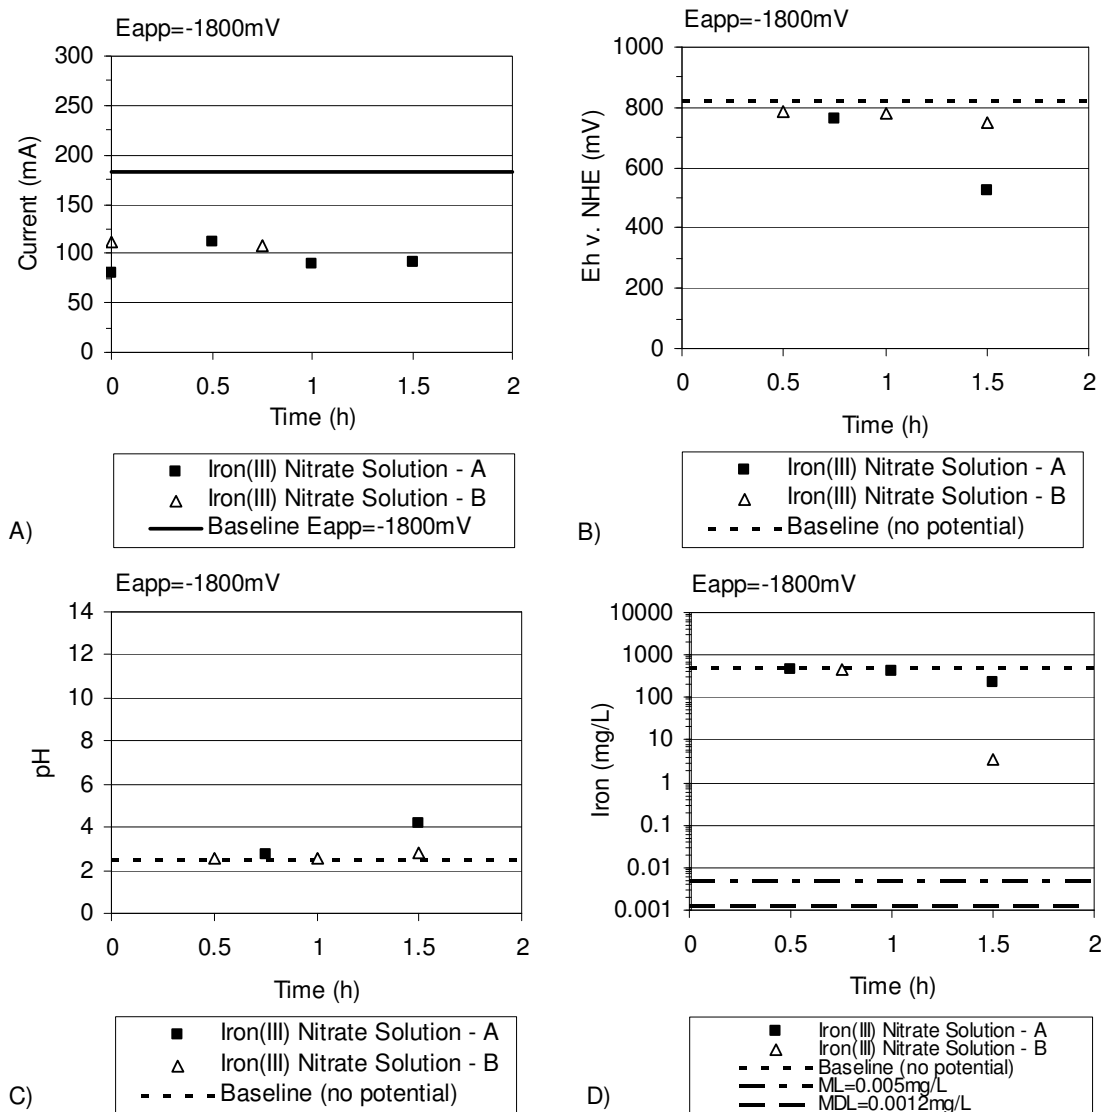 Eapp=-1800mV
300
250
200
150
100
50
0
Current (mA)
0 0.5 1 1.5 2
Time (h)
Iron(III) Nitrate Solution - A
Iron(III) Nitrate Solution - B
Baseline Eapp=-1800mV
A)
Eapp=-1800mV
1000
800
600
400
200
0
Eh v. NHE (mV)
0 0.5 1 1.5 2
Time (h)
Iron(III) Nitrate Solution - A
Iron(III) Nitrate Solution - B
Baseline (no potential)
B)
Eapp=-1800mV
14
12
10
8
6
4
2
0
pH
0 0.5 1 1.5 2
Time (h)
Iron(III) Nitrate Solution - A
Iron(III) Nitrate Solution - B
Baseline (no potential)
C)
Eapp=-1800mV
10000
1000
100
10
1
0.1
0.01
0.001
Iron (mg/L)
0 0.5 1 1.5 2
Time (h)
Iron(III) Nitrate Solution - A
Iron(III) Nitrate Solution - B
Baseline (no potential)
ML=0.005mg/L
MDL=0.0012mg/L
D)